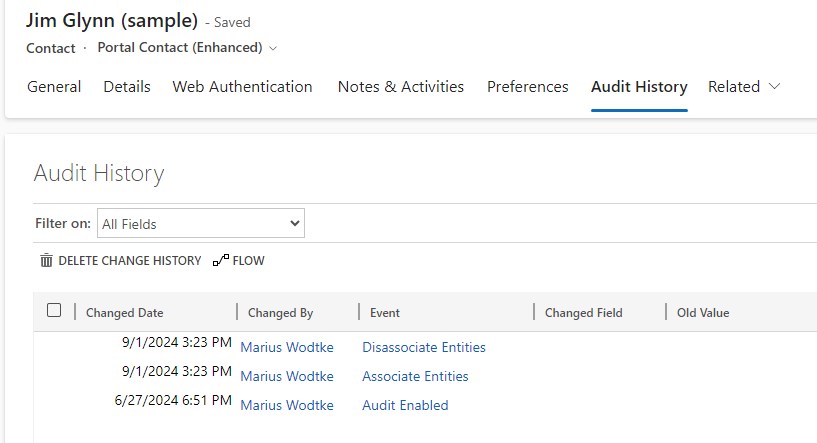 Jim Glynn (sample) - Saved
Contact · Portal Contact (Enhanced)
General Details Web Authentication Notes & Activities Preferences Audit History Related
Audit History
Filter on: All Fields
DELETE CHANGE HISTORY FLOW
Changed Date Changed By Event Changed Field Old Value
9/1/2024 3:23 PM Marius Wodtke Disassociate Entities
9/1/2024 3:23 PM Marius Wodtke Associate Entities
6/27/2024 6:51 PM Marius Wodtke Audit Enabled